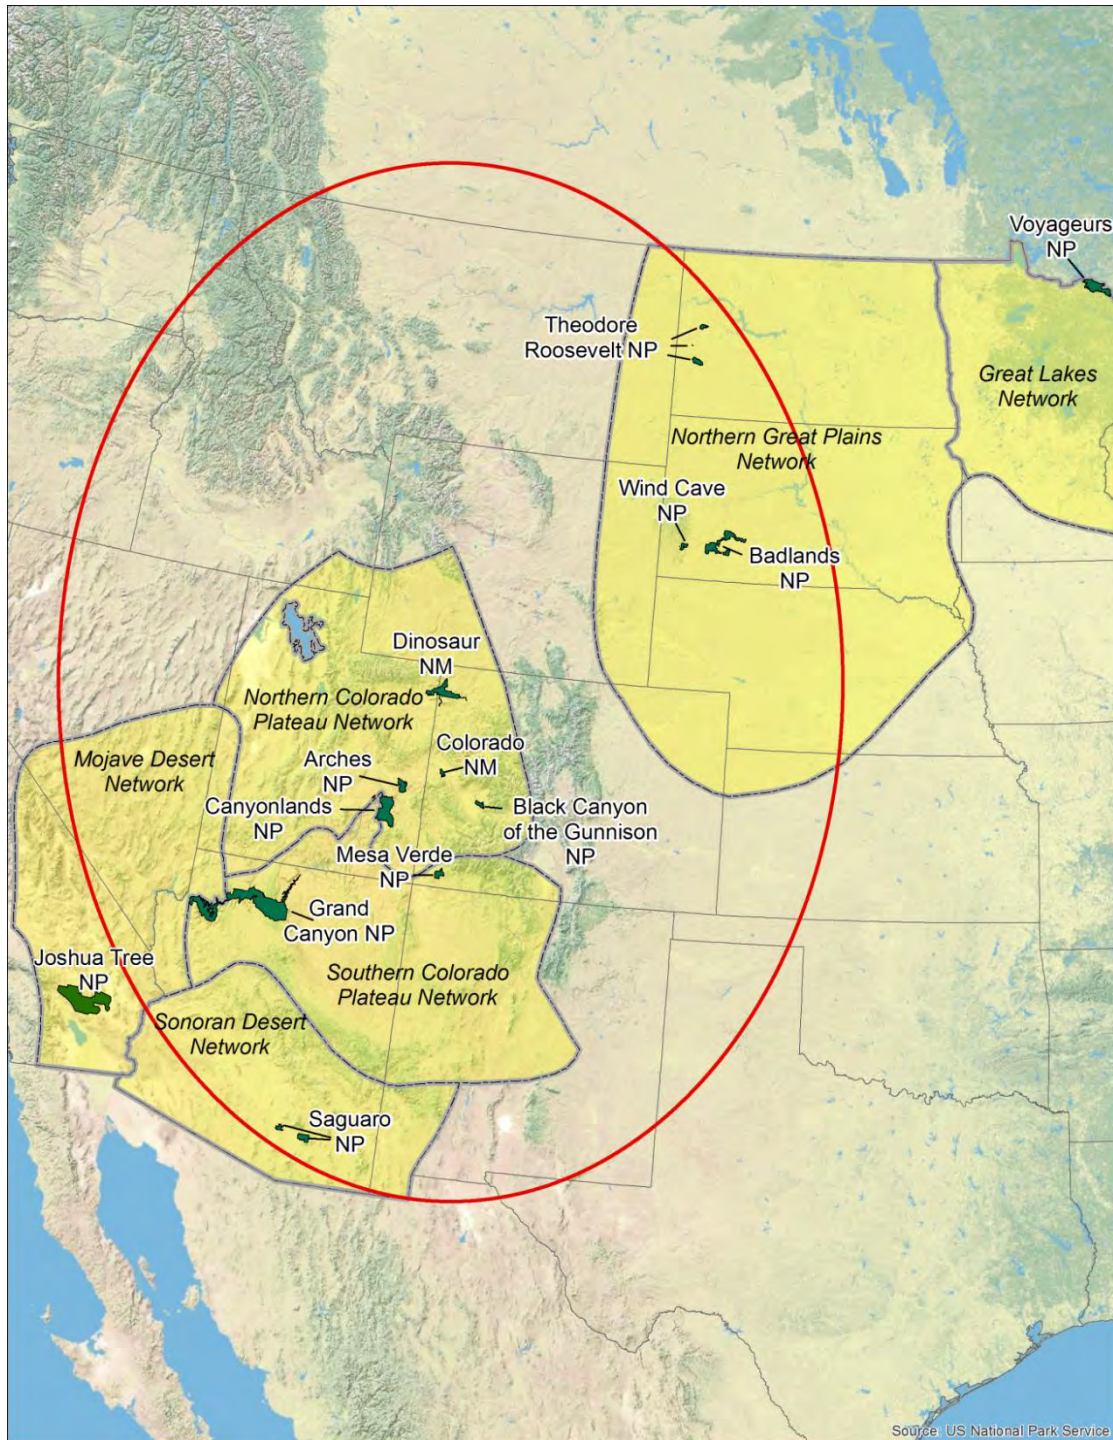 Voyageurs
NP
Theodore
Roosevelt NP
Great Lakes
Network
Northern Great Plains
Network
Wind Cave
NP
Badlands
NP
Dinosaur
NM
Northern Colorado
Plateau Network
Mojave Desert
Network
Colorado
NM
Arches
NP
Canyonlands
NP
Black Canyon
of the Gunnison
NP
Mesa Verde
NP
Grand
Canyon NP
Joshua Tree
NP
Southern Colorado
Plateau Network
Sonoran Desert
Network
Saguaro
NP
Source: US National Park Service